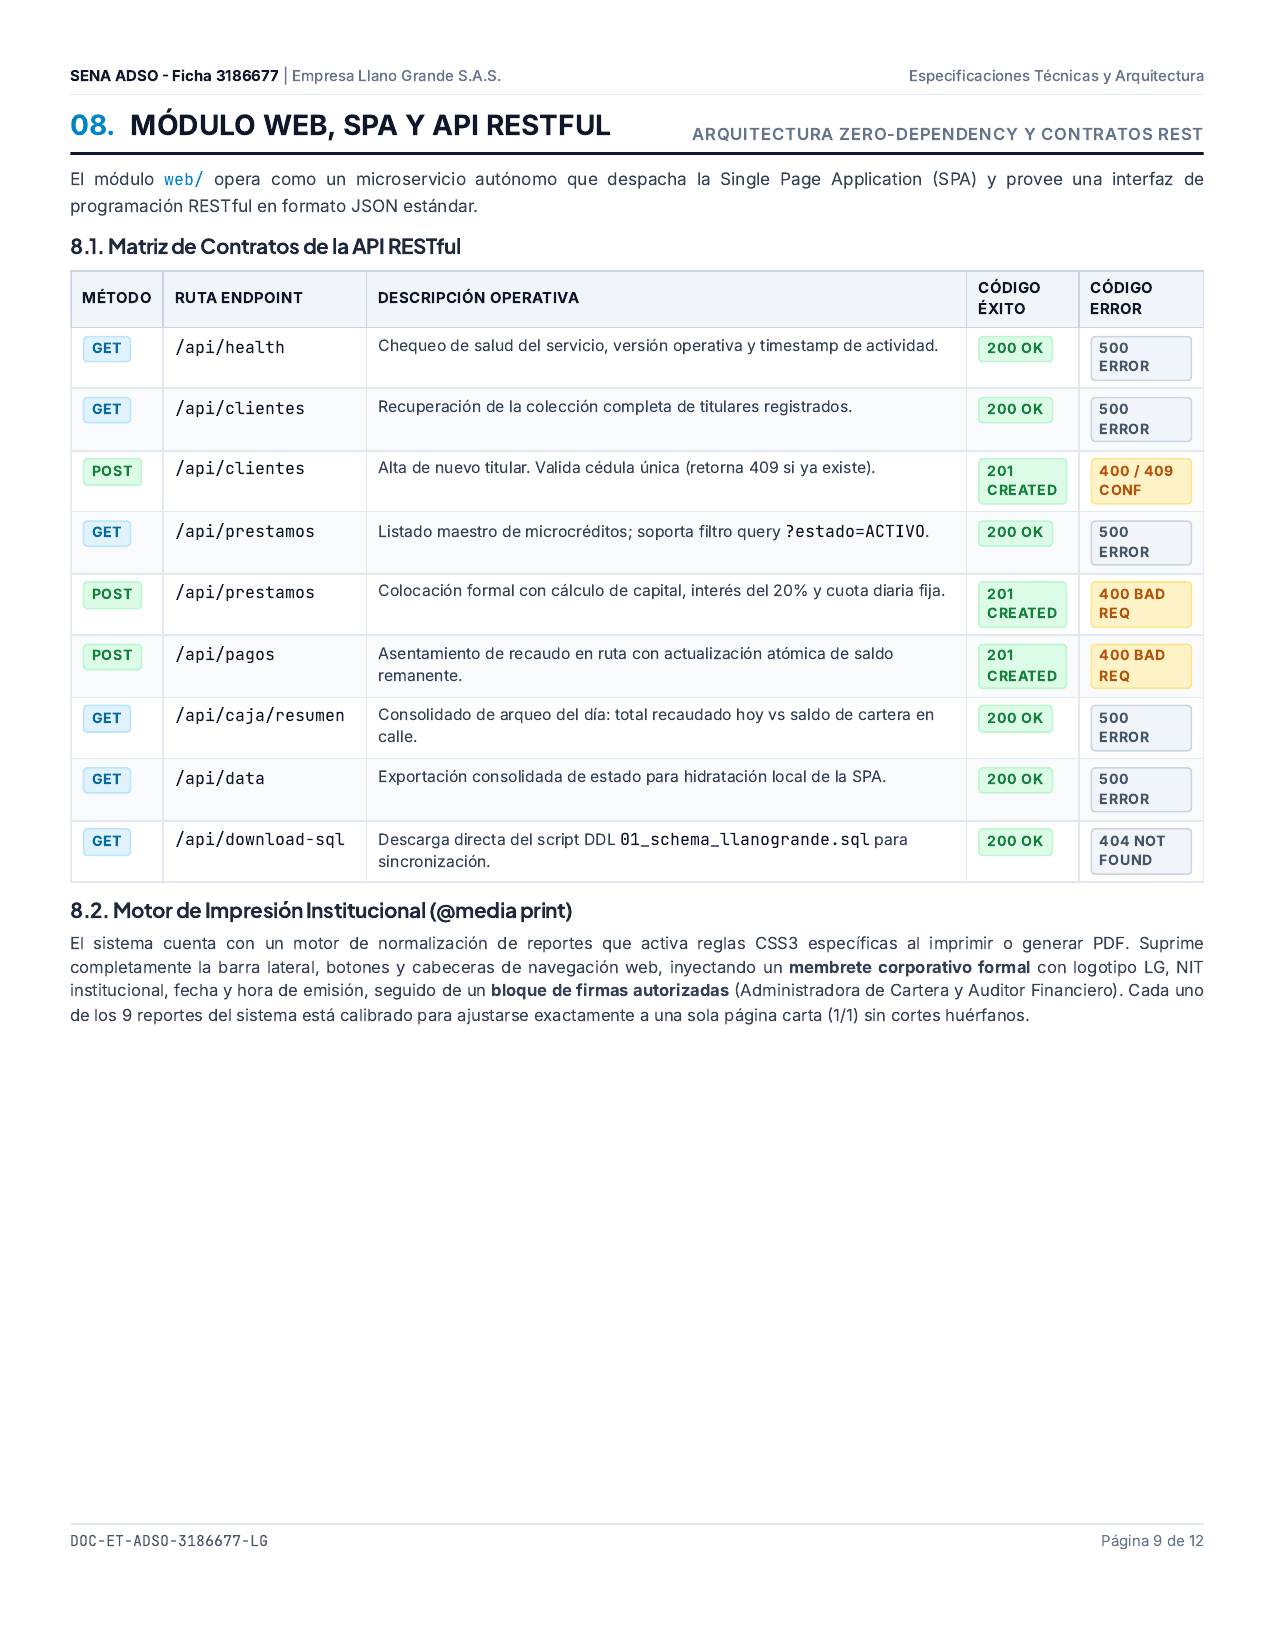 SENA ADSO - Ficha 3186677 | Empresa Llano Grande S.A.S.
Especificaciones Técnicas y Arquitectura
08. MÓDULO WEB, SPA Y API RESTFUL
ARQUITECTURA ZERO-DEPENDENCY Y CONTRATOS REST
El módulo web/ opera como un microservicio autónomo que despacha la Single Page Application (SPA) y provee una interfaz de
programación RESTful en formato JSON estándar.
8.1. Matriz de Contratos de la API RESTful
MÉTODO RUTA ENDPOINT DESCRIPCIÓN OPERATIVA CÓDIGO ÉXITO CÓDIGO ERROR
GET /api/health Chequeo de salud del servicio, versión operativa y timestamp de actividad. 200 OK 500 ERROR
GET /api/clientes Recuperación de la colección completa de titulares registrados. 200 OK 500 ERROR
POST /api/clientes Alta de nuevo titular. Valida cédula única (retorna 409 si ya existe). 201 CREATED 400 / 409 CONF
GET /api/prestamos Listado maestro de microcréditos; soporta filtro query ?estado=ACTIVO. 200 OK 500 ERROR
POST /api/prestamos Colocación formal con cálculo de capital, interés del 20% y cuota diaria fija. 201 CREATED 400 BAD REQ
POST /api/pagos Asentamiento de recaudo en ruta con actualización atómica de saldo remanente. 201 CREATED 400 BAD REQ
GET /api/caja/resumen Consolidado de arqueo del día: total recaudado hoy vs saldo de cartera en calle. 200 OK 500 ERROR
GET /api/data Exportación consolidada de estado para hidratación local de la SPA. 200 OK 500 ERROR
GET /api/download-sql Descarga directa del script DDL 01_schema_llanogrande.sql para sincronización. 200 OK 404 NOT FOUND
8.2. Motor de Impresión Institucional (@media print)
El sistema cuenta con un motor de normalización de reportes que activa reglas CSS3 específicas al imprimir o generar PDF. Suprime
completamente la barra lateral, botones y cabeceras de navegación web, inyectando un membrete corporativo formal con logotipo LG, NIT
institucional, fecha y hora de emisión, seguido de un bloque de firmas autorizadas (Administradora de Cartera y Auditor Financiero). Cada uno
de los 9 reportes del sistema está calibrado para ajustarse exactamente a una sola página carta (1/1) sin cortes huérfanos.
DOC-ET-ADSO-3186677-LG
Página 9 de 12